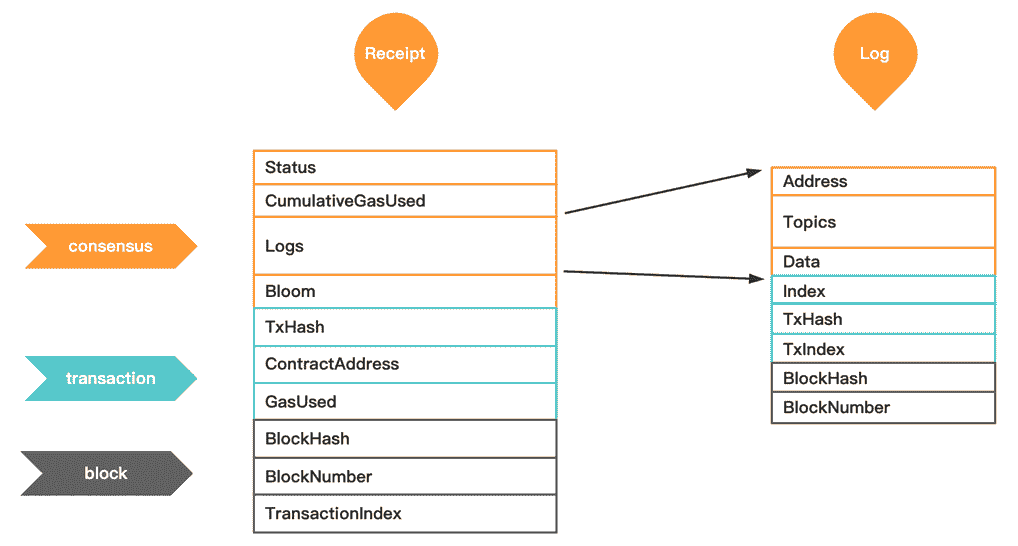 Receipt
Log
consensus
transaction
block
Status
CumulativeGasUsed
Logs
Bloom
TxHash
ContractAddress
GasUsed
BlockHash
BlockNumber
TransactionIndex
Address
Topics
Data
Index
TxHash
TxIndex
BlockHash
BlockNumber